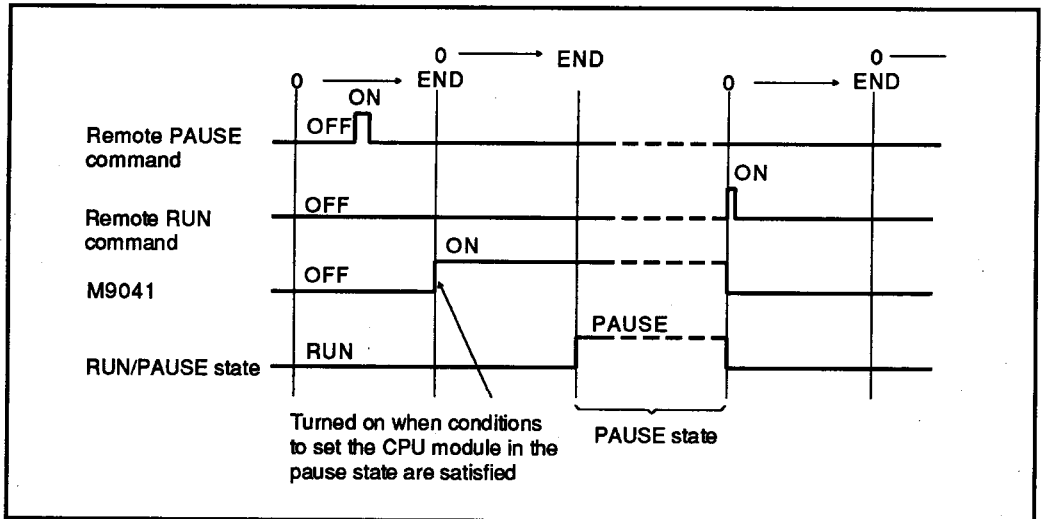 0 → END
0 —
0 → END
0 → END
ON
Remote PAUSE command
OFF
ON
Remote RUN command
OFF
ON
M9041
OFF
PAUSE
RUN/PAUSE state
RUN
Turned on when conditions
to set the CPU module in the
pause state are satisfied
PAUSE state